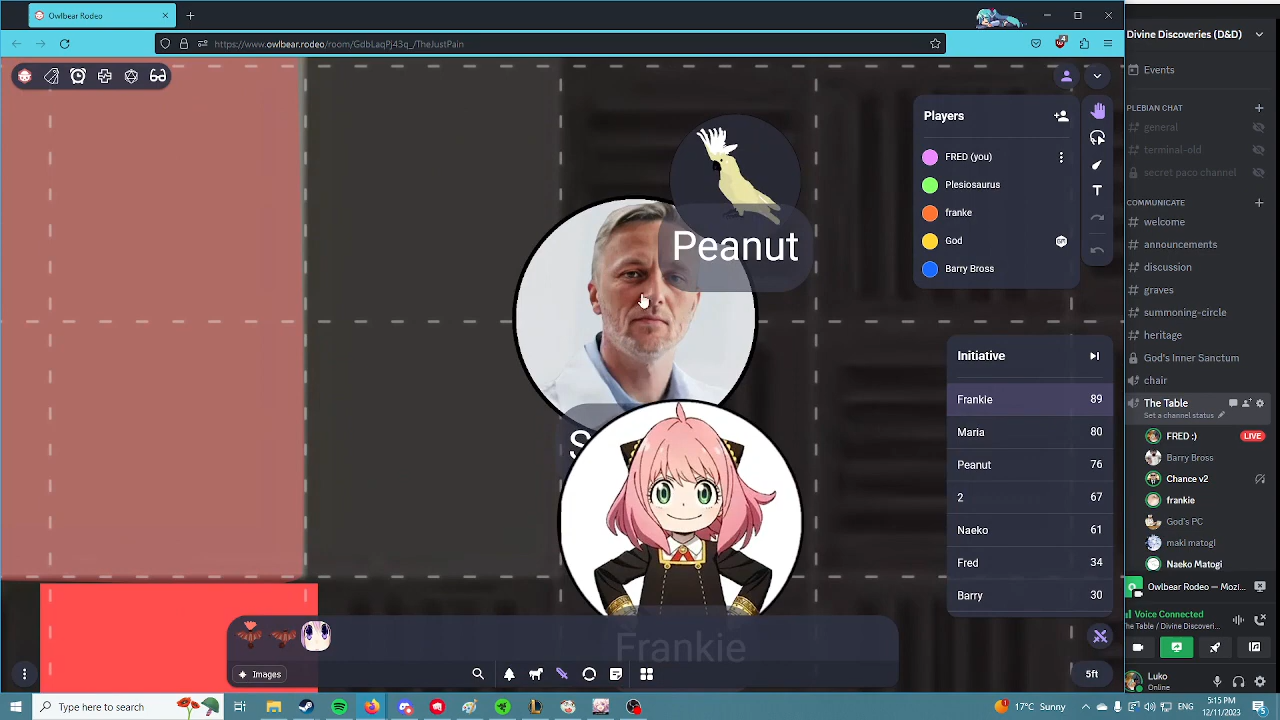 Owlbear Rodeo
https://www.owlbear.rodeo/room/GdbLaqPj43q_/TheJustPain
Divine Discoveries (D&D)
Events
PLEBIAN CHAT
general
terminal-old
secret paco channel
COMMUNICATE
welcome
announcements
discussion
graves
summoning-circle
heritage
God's Inner Sanctum
chair
The Table
Set a channel status
FRED :)
LIVE
Barry Bross
Chance v2
frankie
God's PC
maki matogi
Naeko Matogi
Owlbear Rodeo — Mozi...
Voice Connected
The Table / Divine Discoveri...
Luko
Online
Players
FRED (you)
Plesiosaurus
franke
God
GM
Barry Bross
Initiative
Frankie 89
Maria 80
Peanut 76
2 67
Naeko 61
Fred 31
Barry 30
Peanut
S
Frankie
Images
5ft
Type here to search
17°C Sunny
5:15 PM
12/11/2023